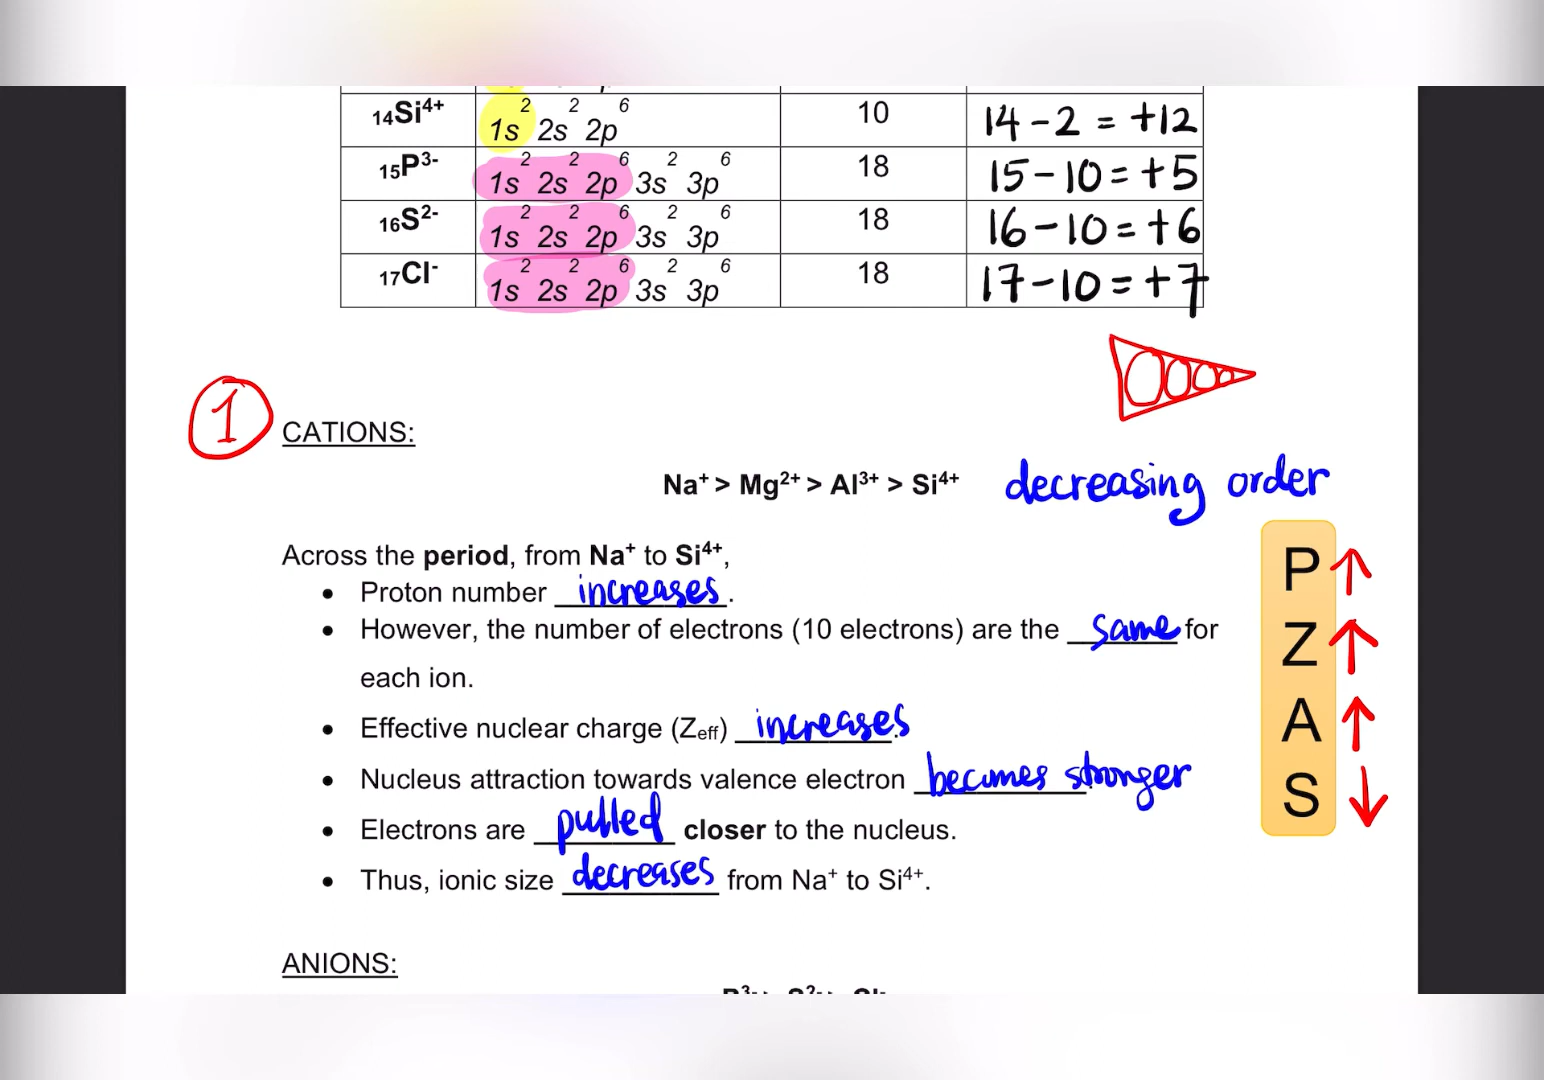 14Si4+ 1s2 2s2 2p6 10 14-2 = +12
15P3- 1s2 2s2 2p6 3s2 3p6 18 15-10 = +5
16S2- 1s2 2s2 2p6 3s2 3p6 18 16-10 = +6
17Cl- 1s2 2s2 2p6 3s2 3p6 18 17-10 = +7
1
CATIONS:
Na+ > Mg2+ > Al3+ > Si4+ decreasing order
Across the period, from Na+ to Si4+,
• Proton number increases.
• However, the number of electrons (10 electrons) are the same for
each ion.
• Effective nuclear charge (Zeff) increases.
• Nucleus attraction towards valence electron becomes stronger
• Electrons are pulled closer to the nucleus.
• Thus, ionic size decreases from Na+ to Si4+.
P ↑
Z ↑
A ↑
S ↓
ANIONS: